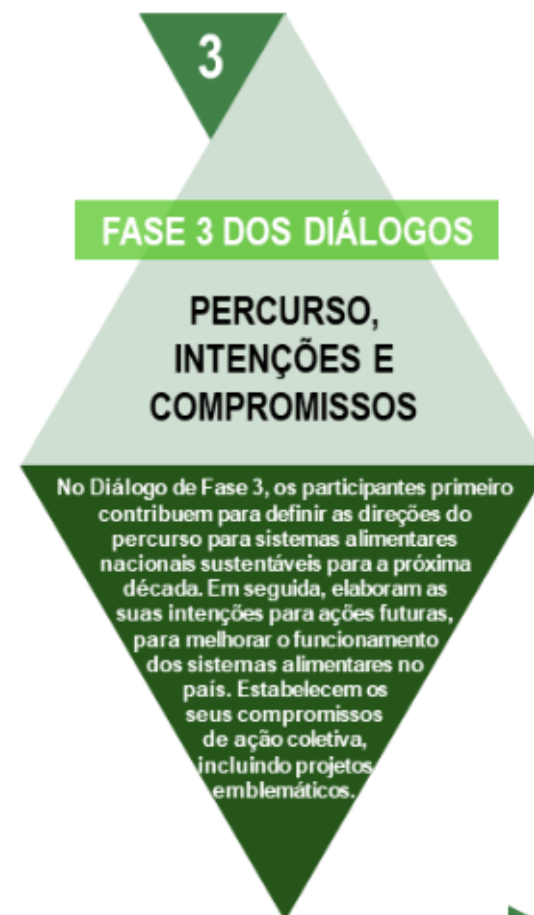 3
FASE 3 DOS DIÁLOGOS
PERCURSO,
INTENÇÕES E
COMPROMISSOS
No Diálogo de Fase 3, os participantes primeiro
contribuem para definir as direções do
percurso para sistemas alimentares
nacionais sustentáveis para a próxima
década. Em seguida, elaboram as
suas intenções para ações futuras,
para melhorar o funcionamento
dos sistemas alimentares no
país. Estabelecem os
seus compromissos
de ação coletiva,
incluindo projetos
emblemáticos.